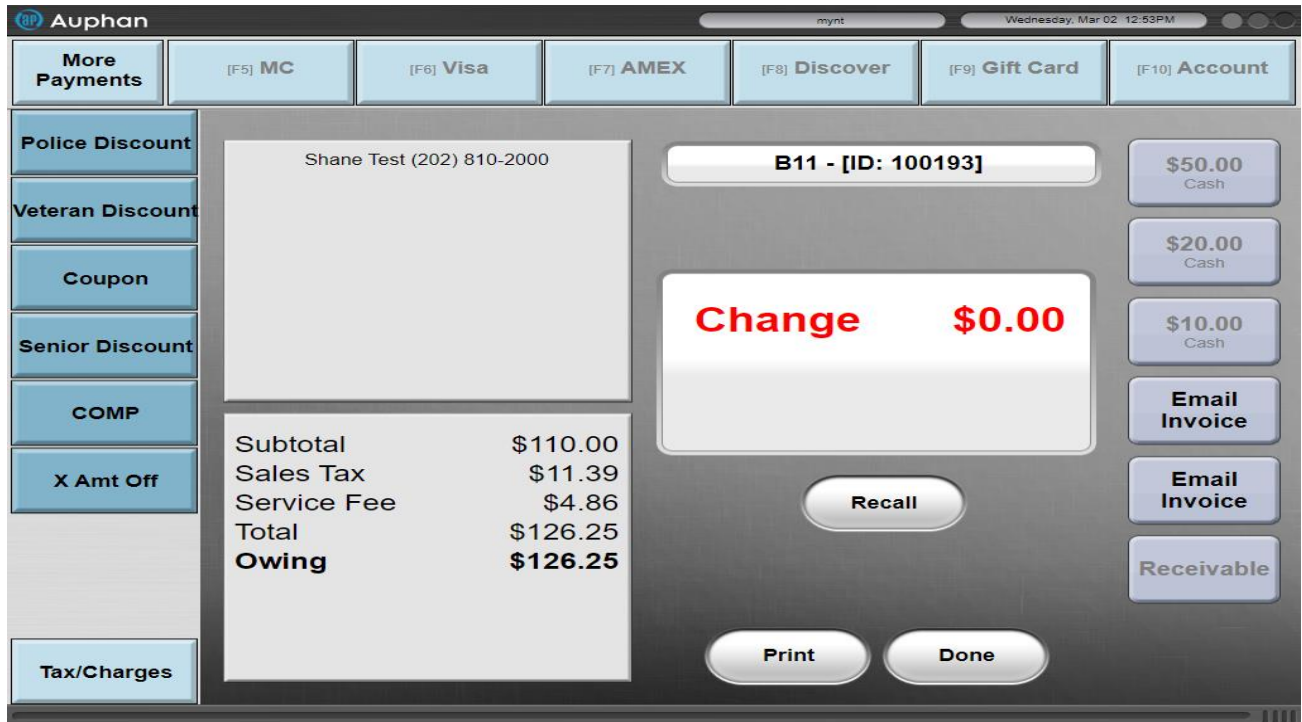 ap Auphan
mynt
Wednesday, Mar 02 12:53PM
More
Payments
[F5] MC
[F6] Visa
[F7] AMEX
[F8] Discover
[F9] Gift Card
[F10] Account
Police Discount
Veteran Discount
Coupon
Senior Discount
COMP
X Amt Off
Tax/Charges
Shane Test (202) 810-2000
Subtotal $110.00
Sales Tax $11.39
Service Fee $4.86
Total $126.25
Owing $126.25
B11 - [ID: 100193]
Change $0.00
Recall
Print
Done
$50.00
Cash
$20.00
Cash
$10.00
Cash
Email
Invoice
Email
Invoice
Receivable